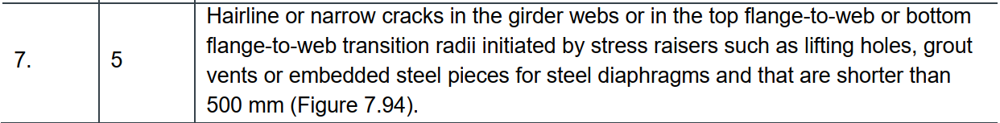 Hairline or narrow cracks in the girder webs or in the top flange-to-web or bottom
flange-to-web transition radii initiated by stress raisers such as lifting holes, grout
7. 5
vents or embedded steel pieces for steel diaphragms and that are shorter than
500 mm (Figure 7.94).